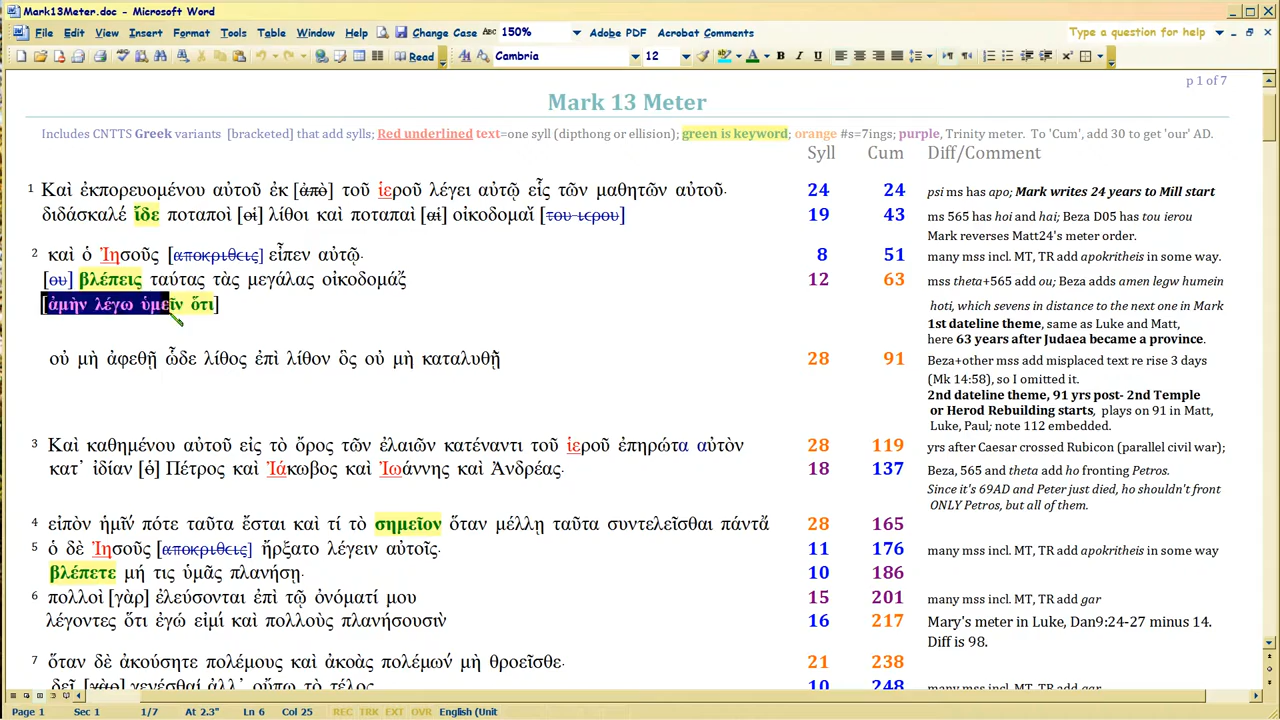 Mark13Meter.doc - Microsoft Word
File Edit View Insert Format Tools Table Window Help Change Case 150% Adobe PDF Acrobat Comments Type a question for help
Read Cambria 12
p 1 of 7
Mark 13 Meter
Includes CNTTS Greek variants [bracketed] that add sylls; Red underlined text=one syll (dipthong or ellision); green is keyword; orange #s=7ings; purple, Trinity meter. To 'Cum', add 30 to get 'our' AD.
Syll Cum Diff/Comment
1 Καὶ ἐκπορευομένου αὐτοῦ ἐκ [ἀπὸ] τοῦ ἱεροῦ λέγει αὐτῷ εἷς τῶν μαθητῶν αὐτοῦ· 24 24 psi ms has apo; Mark writes 24 years to Mill start
διδάσκαλέ ἴδε ποταποὶ [οἱ] λίθοι καὶ ποταπαὶ [αἱ] οἰκοδομαΐ [του ιερου] 19 43 ms 565 has hoi and hai; Beza D05 has tou ierou
Mark reverses Matt24's meter order.
2 καὶ ὁ Ἰησοῦς [αποκριθεις] εἶπεν αὐτῷ· 8 51 many mss incl. MT, TR add apokritheis in some way.
[ου] βλέπεις ταύτας τὰς μεγάλας οἰκοδομάξ 12 63 mss theta+565 add ou; Beza adds amen legw humein
[ἀμὴν λέγω ὑμεῖν ὅτι] hoti, which sevens in distance to the next one in Mark
1st dateline theme, same as Luke and Matt,
here 63 years after Judaea became a province.
οὐ μὴ ἀφεθῇ ὧδε λίθος ἐπὶ λίθον ὃς οὐ μὴ καταλυθῇ 28 91 Beza+other mss add misplaced text re rise 3 days
(Mk 14:58), so I omitted it.
2nd dateline theme, 91 yrs post- 2nd Temple
or Herod Rebuilding starts, plays on 91 in Matt,
Luke, Paul; note 112 embedded.
3 Καὶ καθημένου αὐτοῦ εἰς τὸ ὄρος τῶν ἐλαιῶν κατέναντι τοῦ ἱεροῦ ἐπηρώτα αὐτὸν 28 119 yrs after Caesar crossed Rubicon (parallel civil war);
κατ᾽ ἰδίαν [ὁ] Πέτρος καὶ Ἰάκωβος καὶ Ἰωάννης καὶ Ἀνδρέας· 18 137 Beza, 565 and theta add ho fronting Petros.
Since it's 69AD and Peter just died, ho shouldn't front
ONLY Petros, but all of them.
4 εἰπὸν ἡμῖν πότε ταῦτα ἔσται καὶ τί τὸ σημεῖον ὅταν μέλλῃ ταῦτα συντελεῖσθαι πάντἄ 28 165
5 ὁ δὲ Ἰησοῦς [αποκριθεις] ἤρξατο λέγειν αὐτοῖς· 11 176 many mss incl. MT, TR add apokritheis in some way
βλέπετε μή τις ὑμᾶς πλανήσῃ· 10 186
6 πολλοὶ [γὰρ] ἐλεύσονται ἐπὶ τῷ ὀνόματί μου 15 201 many mss incl. MT, TR add gar
λέγοντες ὅτι ἐγώ εἰμί καὶ πολλοὺς πλανήσουσιν 16 217 Mary's meter in Luke, Dan9:24-27 minus 14.
Diff is 98.
7 ὅταν δὲ ἀκούσητε πολέμους καὶ ἀκοὰς πολέμων μὴ θροεῖσθε· 21 238
δεῖ [γὰρ] γενέσθαί ἀλλ᾽ οὔπω τὸ τέλος 10 248 many mss incl. MT, TR add gar
Page 1 Sec 1 1/7 At 2.3" Ln 6 Col 25 REC TRK EXT OVR English (Unit